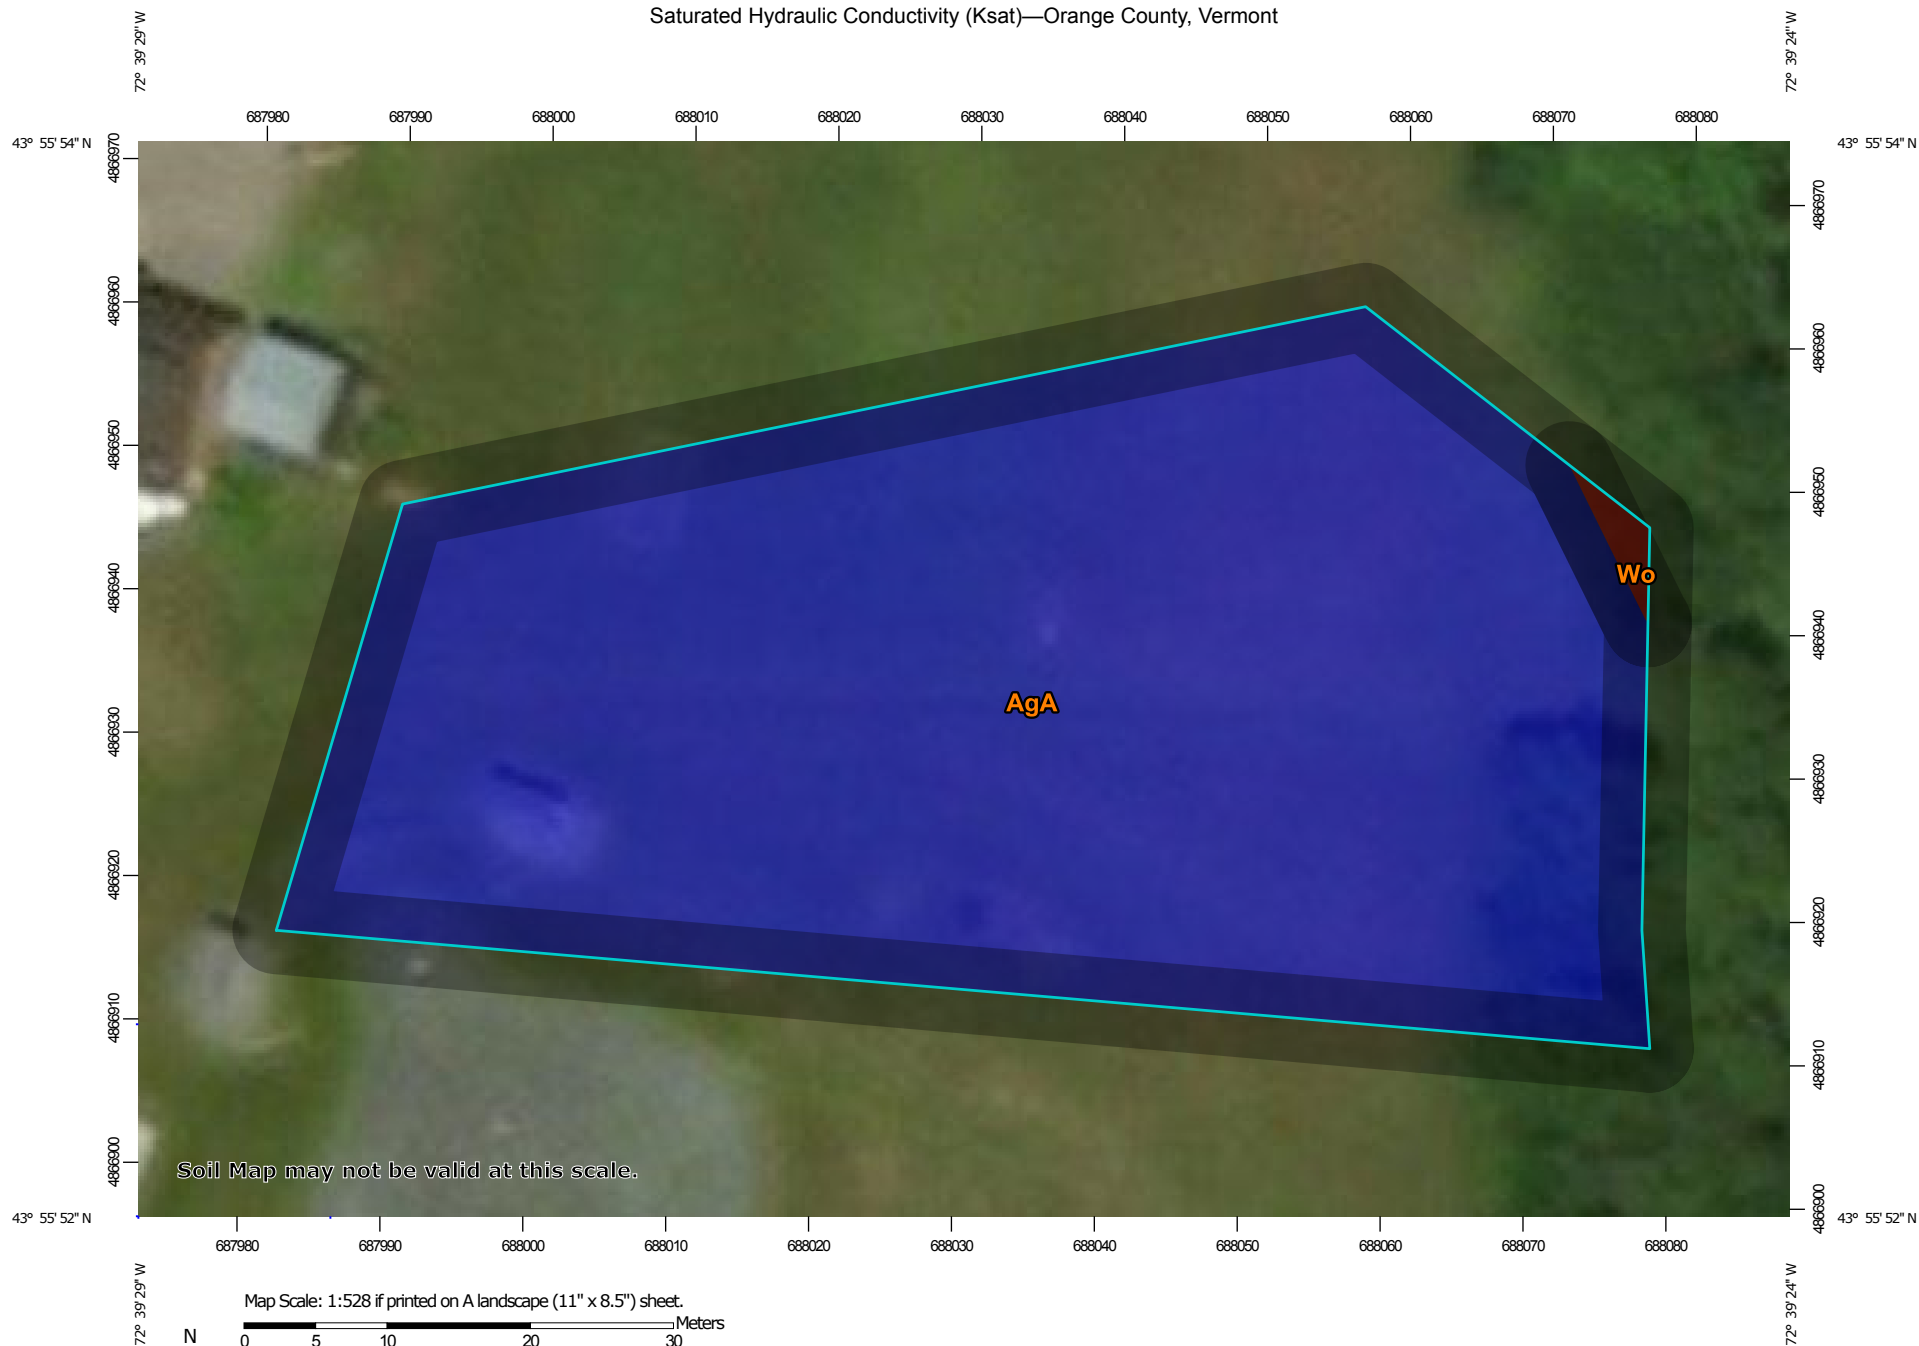 Saturated Hydraulic Conductivity (Ksat)—Orange County, Vermont
72° 39' 29" W
72° 39' 24" W
687980 687990 688000 688010 688020 688030 688040 688050 688060 688070 688080
43° 55' 54" N
43° 55' 54" N
4866970
4866960
4866950
4866940
4866930
4866920
4866910
4866900
4866970
4866960
4866950
4866940
4866930
4866920
4866910
4866900
Wo
AgA
Soil Map may not be valid at this scale.
43° 55' 52" N
43° 55' 52" N
687980 687990 688000 688010 688020 688030 688040 688050 688060 688070 688080
72° 39' 29" W
72° 39' 24" W
Map Scale: 1:528 if printed on A landscape (11" x 8.5") sheet.
Meters
N
0 5 10 20 30